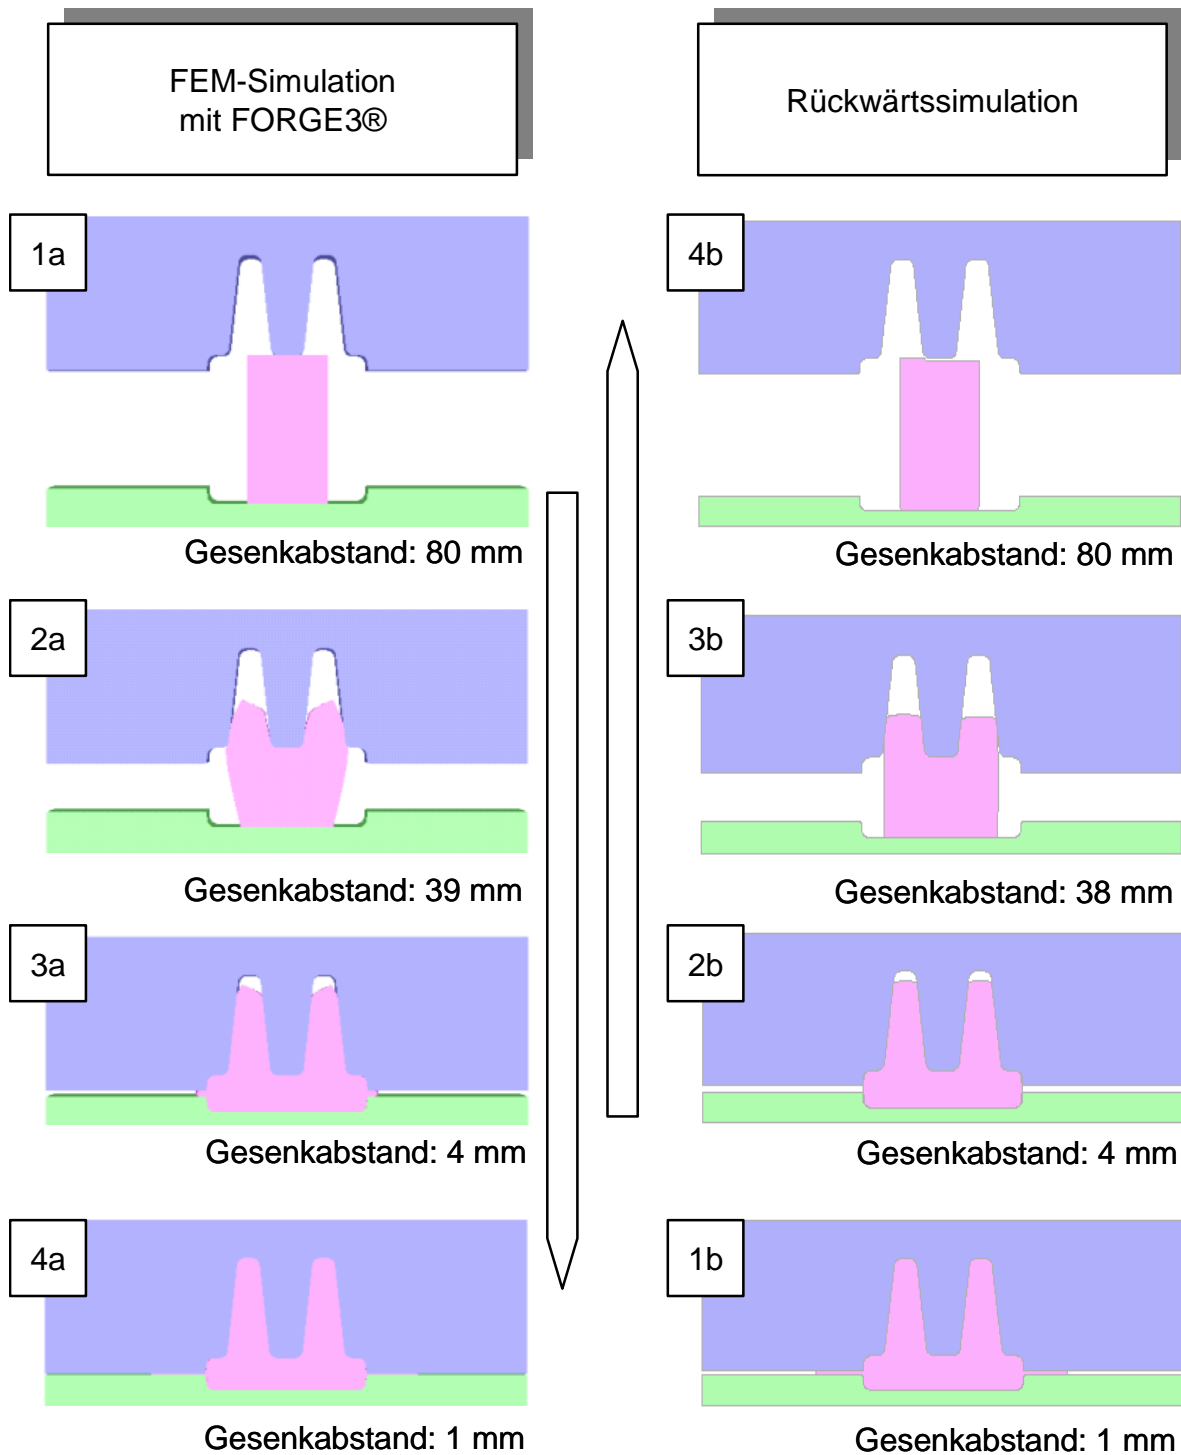 FEM-Simulation
mit FORGE3®
Rückwärtssimulation
1a
Gesenkabstand: 80 mm
4b
Gesenkabstand: 80 mm
2a
Gesenkabstand: 39 mm
3b
Gesenkabstand: 38 mm
3a
Gesenkabstand: 4 mm
2b
Gesenkabstand: 4 mm
4a
Gesenkabstand: 1 mm
1b
Gesenkabstand: 1 mm